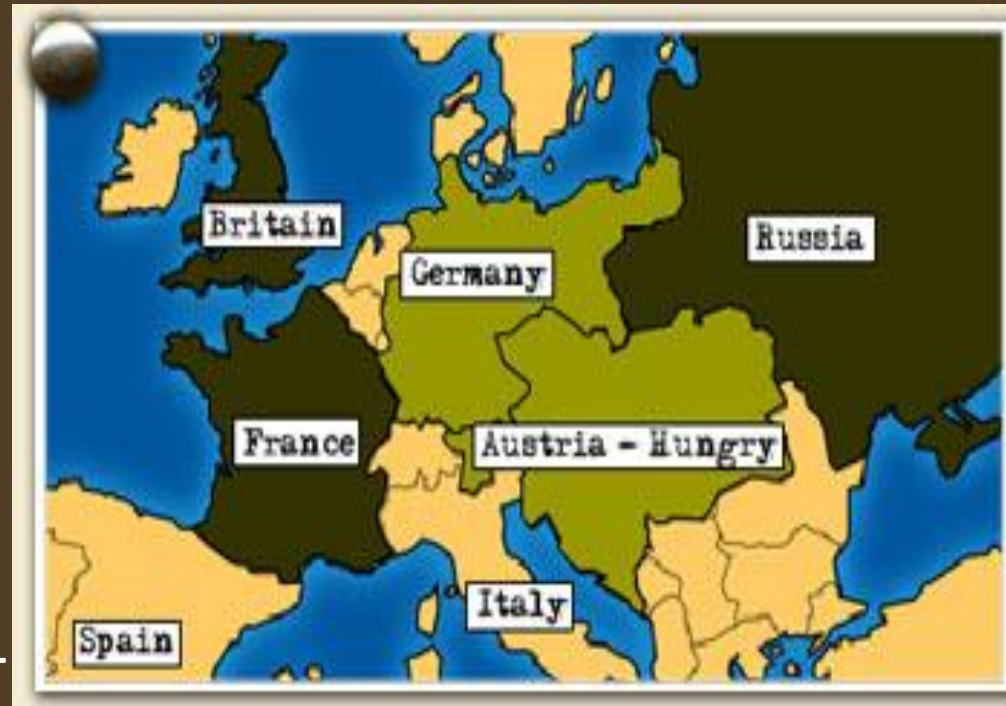 Britain
Russia
Germany
France
Austria - Hungry
Italy
Spain